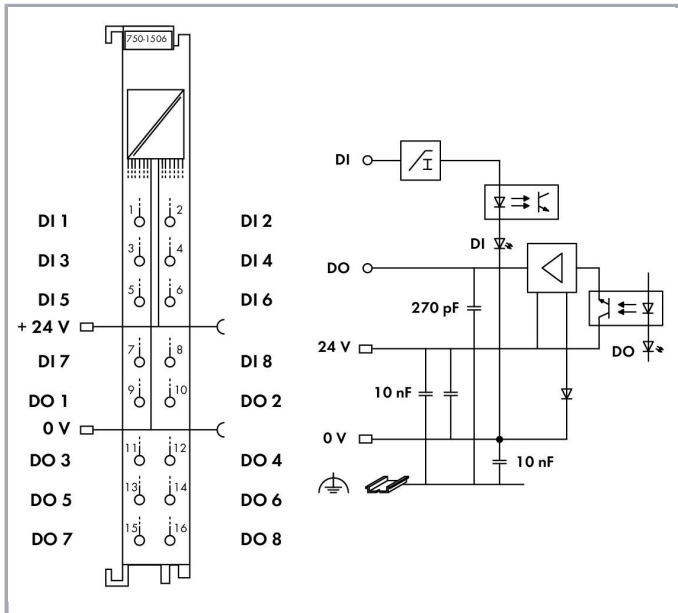 750-1506
1 2
DI 1 DI 2
3 4
DI 3 DI 4
5 6
DI 5 DI 6
+ 24 V
7 8
DI 7 DI 8
9 10
DO 1 DO 2
0 V
11 12
DO 3 DO 4
13 14
DO 5 DO 6
15 16
DO 7 DO 8
DI
I
DI
DO
270 pF
24 V
DO
10 nF
0 V
10 nF